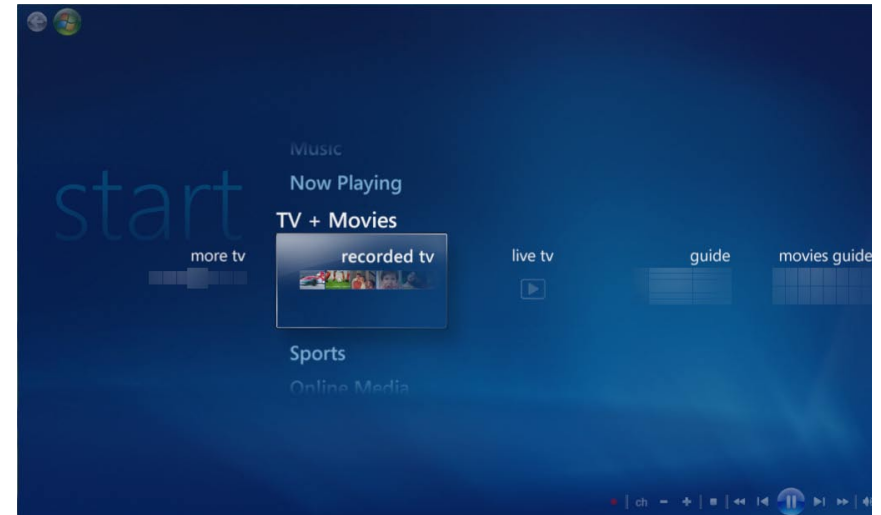 Music
Now Playing
start
TV + Movies
more tv recorded tv live tv guide movies guide
Sports
Online Media
ch